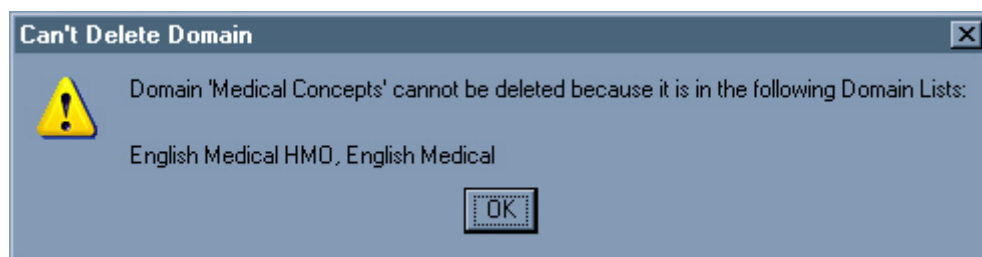 Can't Delete Domain
Domain 'Medical Concepts' cannot be deleted because it is in the following Domain Lists:
English Medical HMO, English Medical
OK